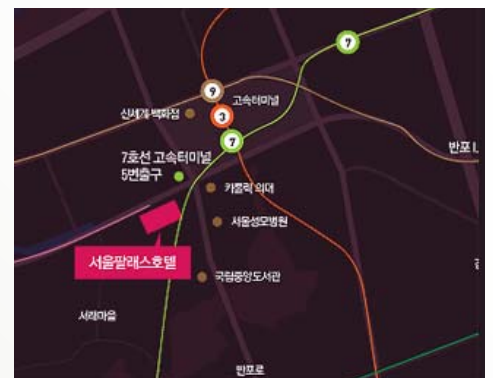 7
9
신세계 백화점
고속터미널
3
7
7호선 고속터미널
5번출구
카톨릭 의대
서울성모병원
서울팔래스호텔
국립중앙도서관
서래마을
반포로